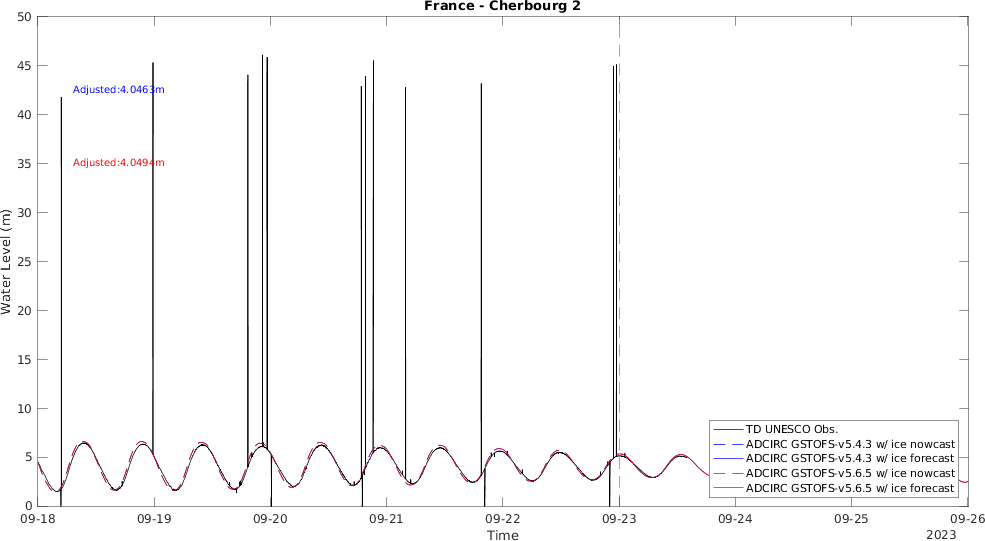 France - Cherbourg 2
50
45
40
35
30
25
20
15
10
5
0
Water Level (m)
Adjusted:4.0463m
Adjusted:4.0494m
TD UNESCO Obs.
ADCIRC GSTOFS-v5.4.3 w/ ice nowcast
ADCIRC GSTOFS-v5.4.3 w/ ice forecast
ADCIRC GSTOFS-v5.6.5 w/ ice nowcast
ADCIRC GSTOFS-v5.6.5 w/ ice forecast
09-18 09-19 09-20 09-21 09-22 09-23 09-24 09-25 09-26
Time
2023